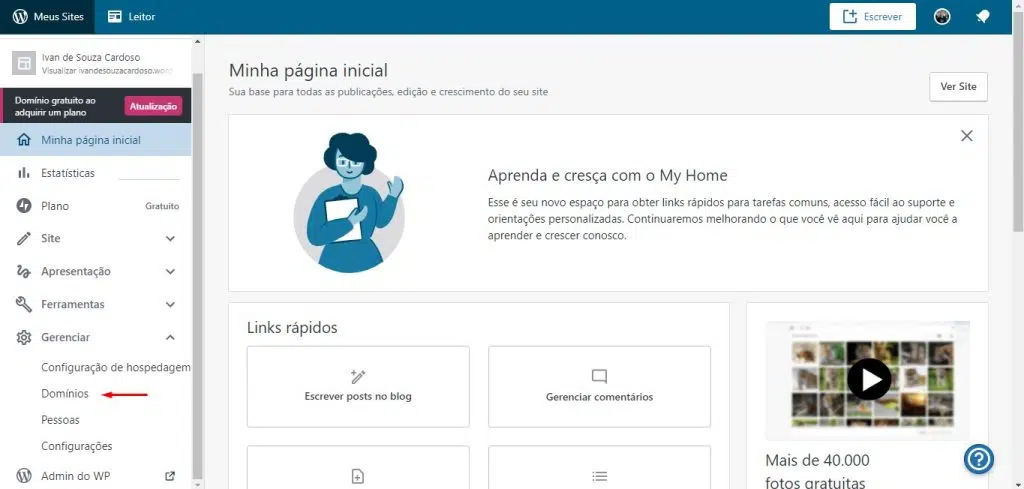 Meus Sites
Leitor
Escrever
Ivan de Souza Cardoso
Visualizar ivandesouzacardoso.word
Domínio gratuito ao
adquirir um plano
Atualização
Minha página inicial
Estatísticas
Plano
Gratuito
Site
Apresentação
Ferramentas
Gerenciar
Configuração de hospedagem
Domínios
Pessoas
Configurações
Admin do WP
Minha página inicial
Sua base para todas as publicações, edição e crescimento do seu site
Ver Site
Aprenda e cresça com o My Home
Esse é seu novo espaço para obter links rápidos para tarefas comuns, acesso fácil ao suporte e
orientações personalizadas. Continuaremos melhorando o que você vê aqui para ajudar você a
aprender e crescer conosco.
Links rápidos
Escrever posts no blog
Gerenciar comentários
Mais de 40.000
fotos gratuitas